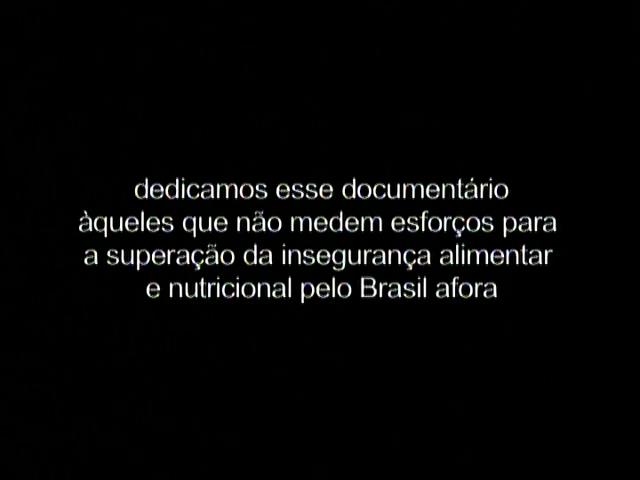 dedicamos esse documentário
àqueles que não medem esforços para
a superação da insegurança alimentar
e nutricional pelo Brasil afora